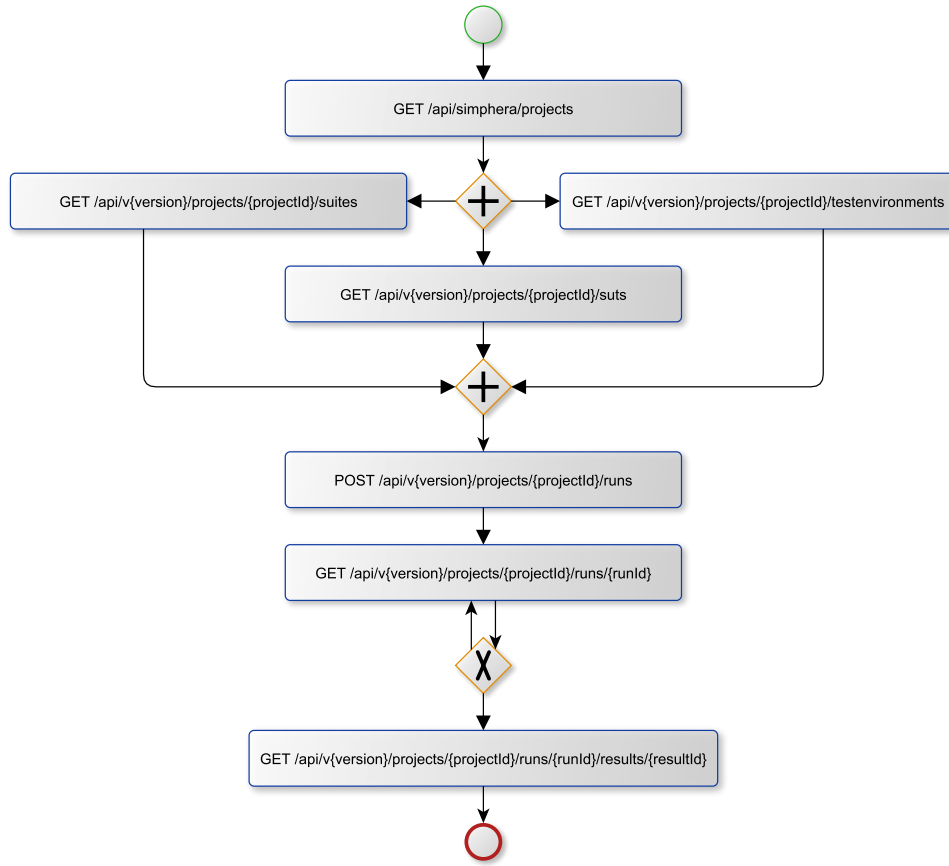 GET /api/simphera/projects
GET /api/v{version}/projects/{projectId}/suites
GET /api/v{version}/projects/{projectId}/testenvironments
GET /api/v{version}/projects/{projectId}/suts
POST /api/v{version}/projects/{projectId}/runs
GET /api/v{version}/projects/{projectId}/runs/{runId}
GET /api/v{version}/projects/{projectId}/runs/{runId}/results/{resultId}